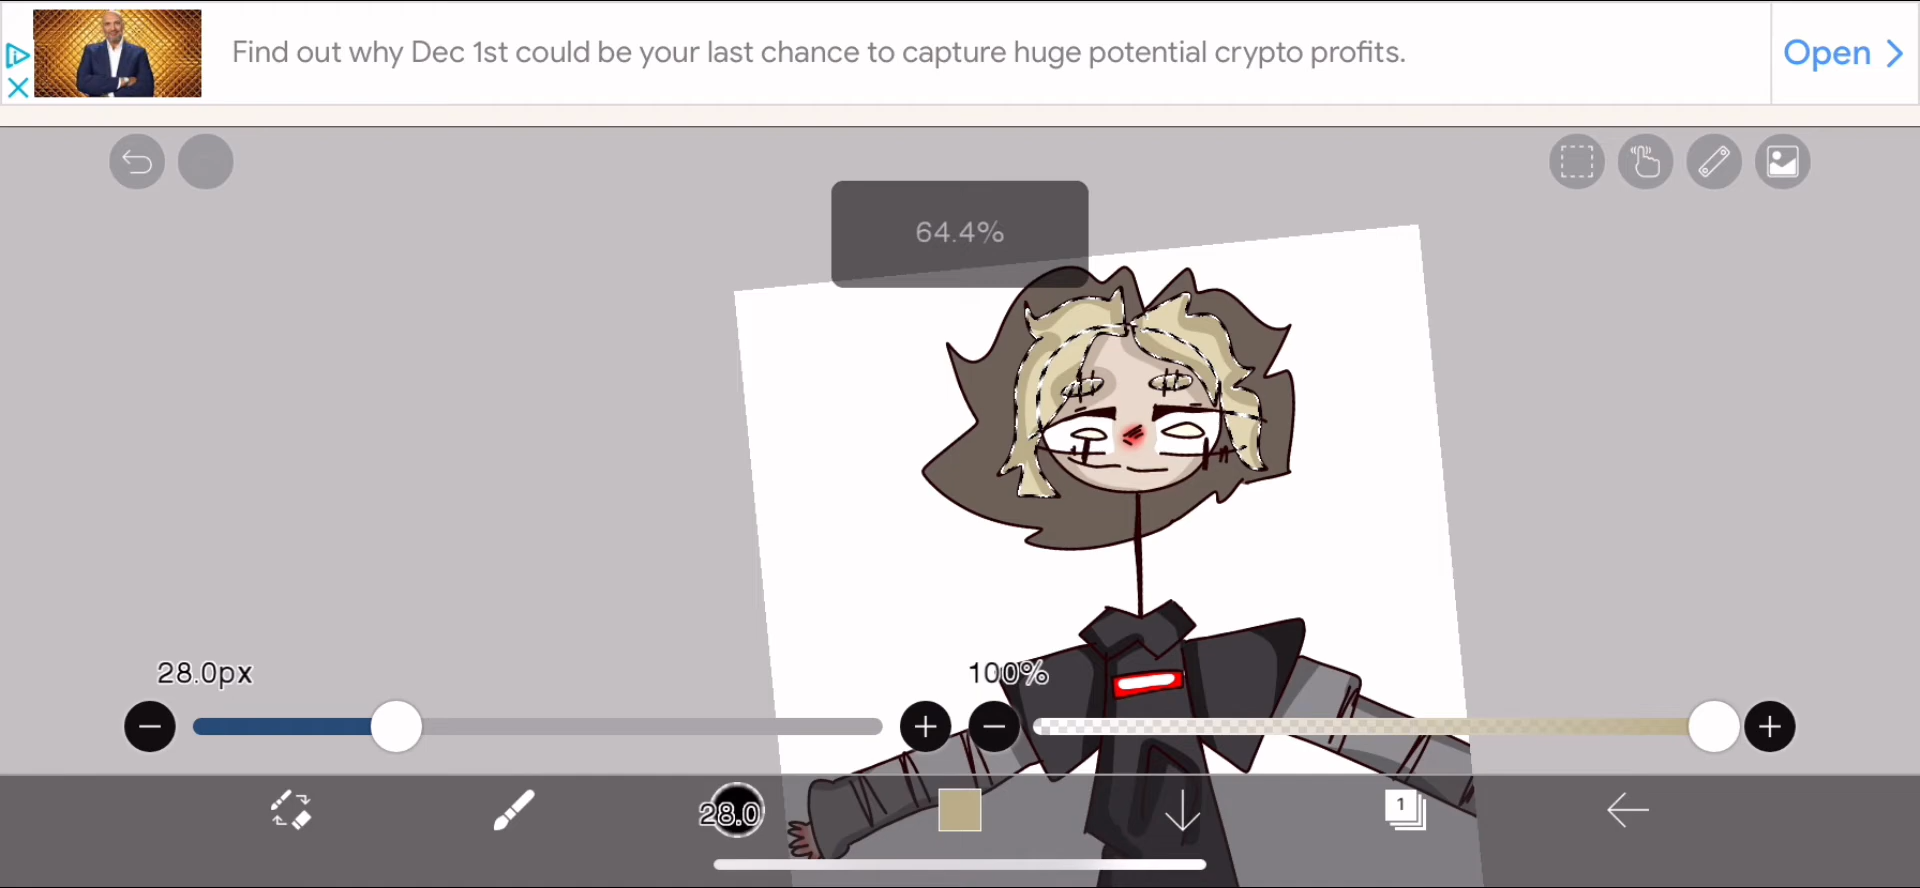 Find out why Dec 1st could be your last chance to capture huge potential crypto profits.
Open
64.4%
28.0px
100%
28.0
1